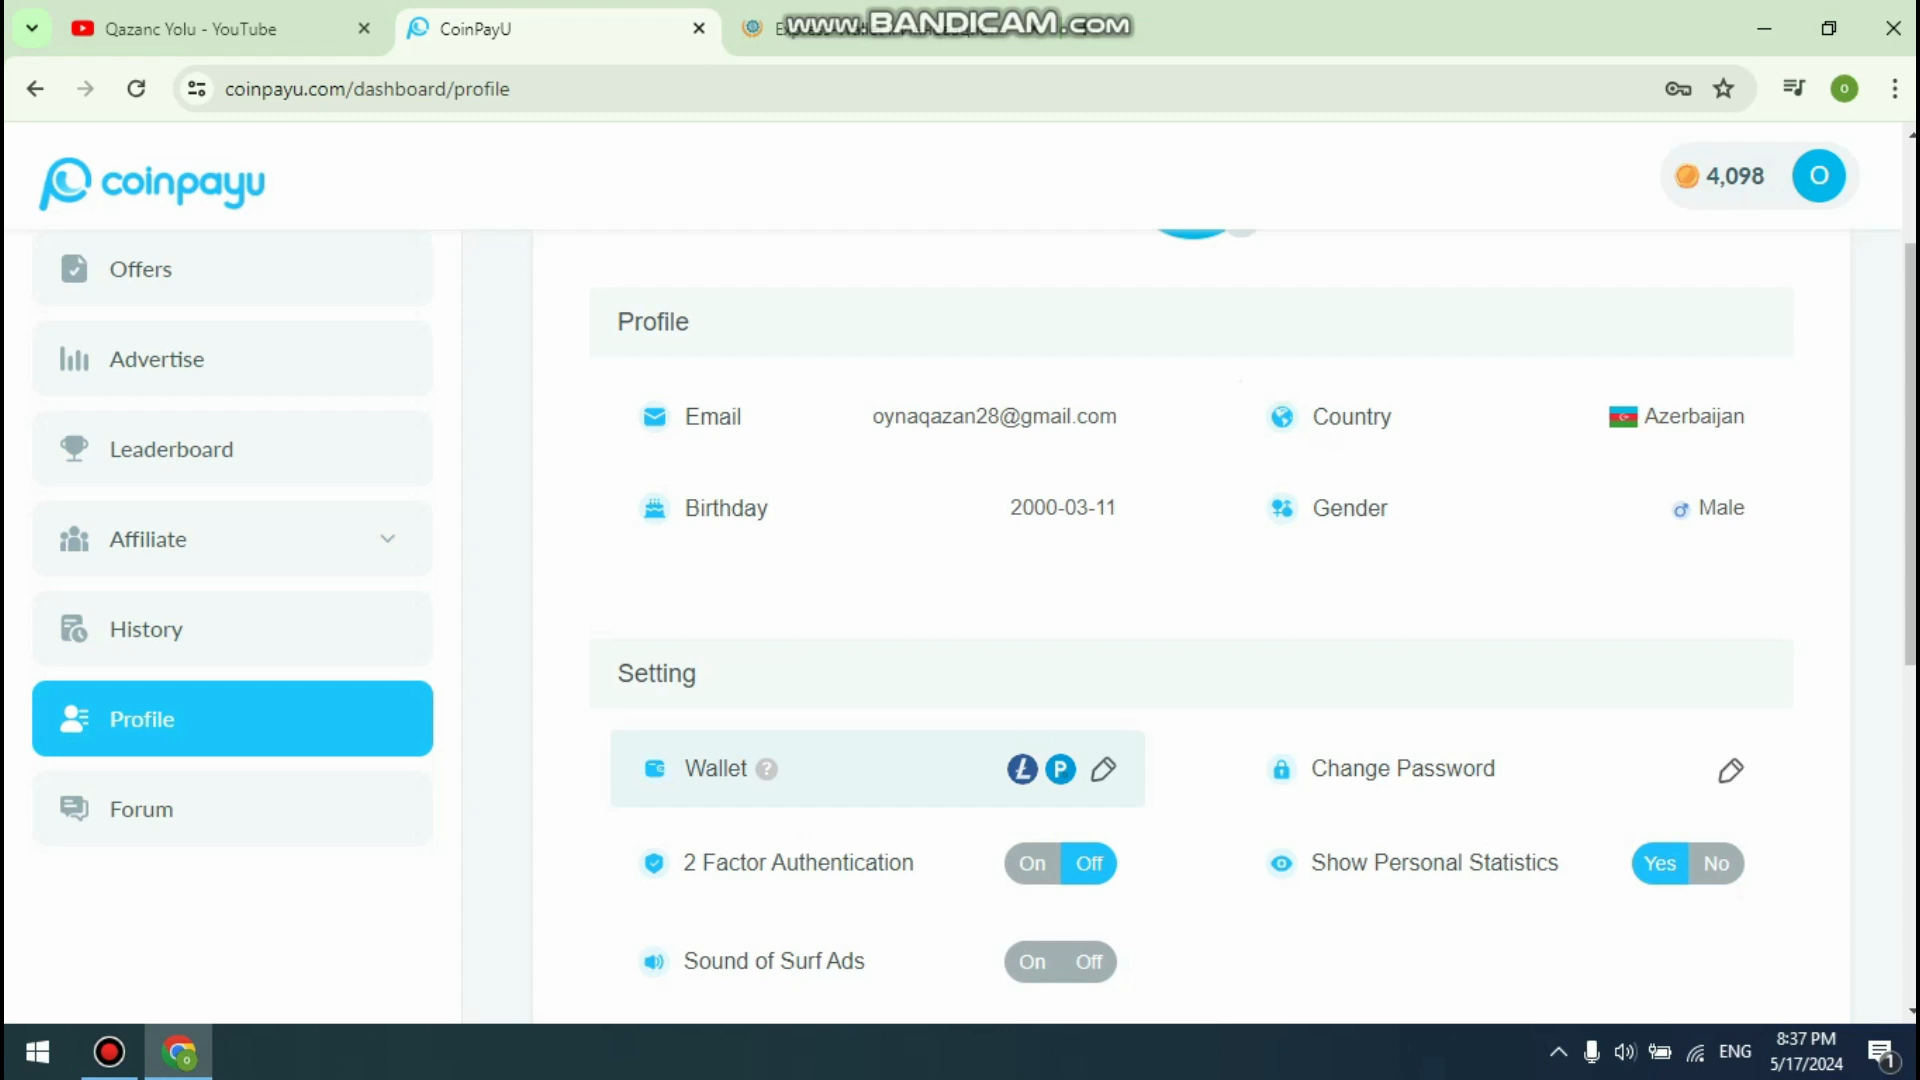 Qazanc Yolu - YouTube
CoinPayU
www.BANDICAM.com
coinpayu.com/dashboard/profile
o
coinpayu
4,098
O
Offers
Profile
Advertise
Email
oynaqazan28@gmail.com
Country
Azerbaijan
Leaderboard
Birthday
2000-03-11
Gender
Male
Affiliate
History
Setting
Profile
Wallet ?
Change Password
Forum
2 Factor Authentication
On Off
Show Personal Statistics
Yes No
Sound of Surf Ads
On Off
ENG
8:37 PM
5/17/2024
1